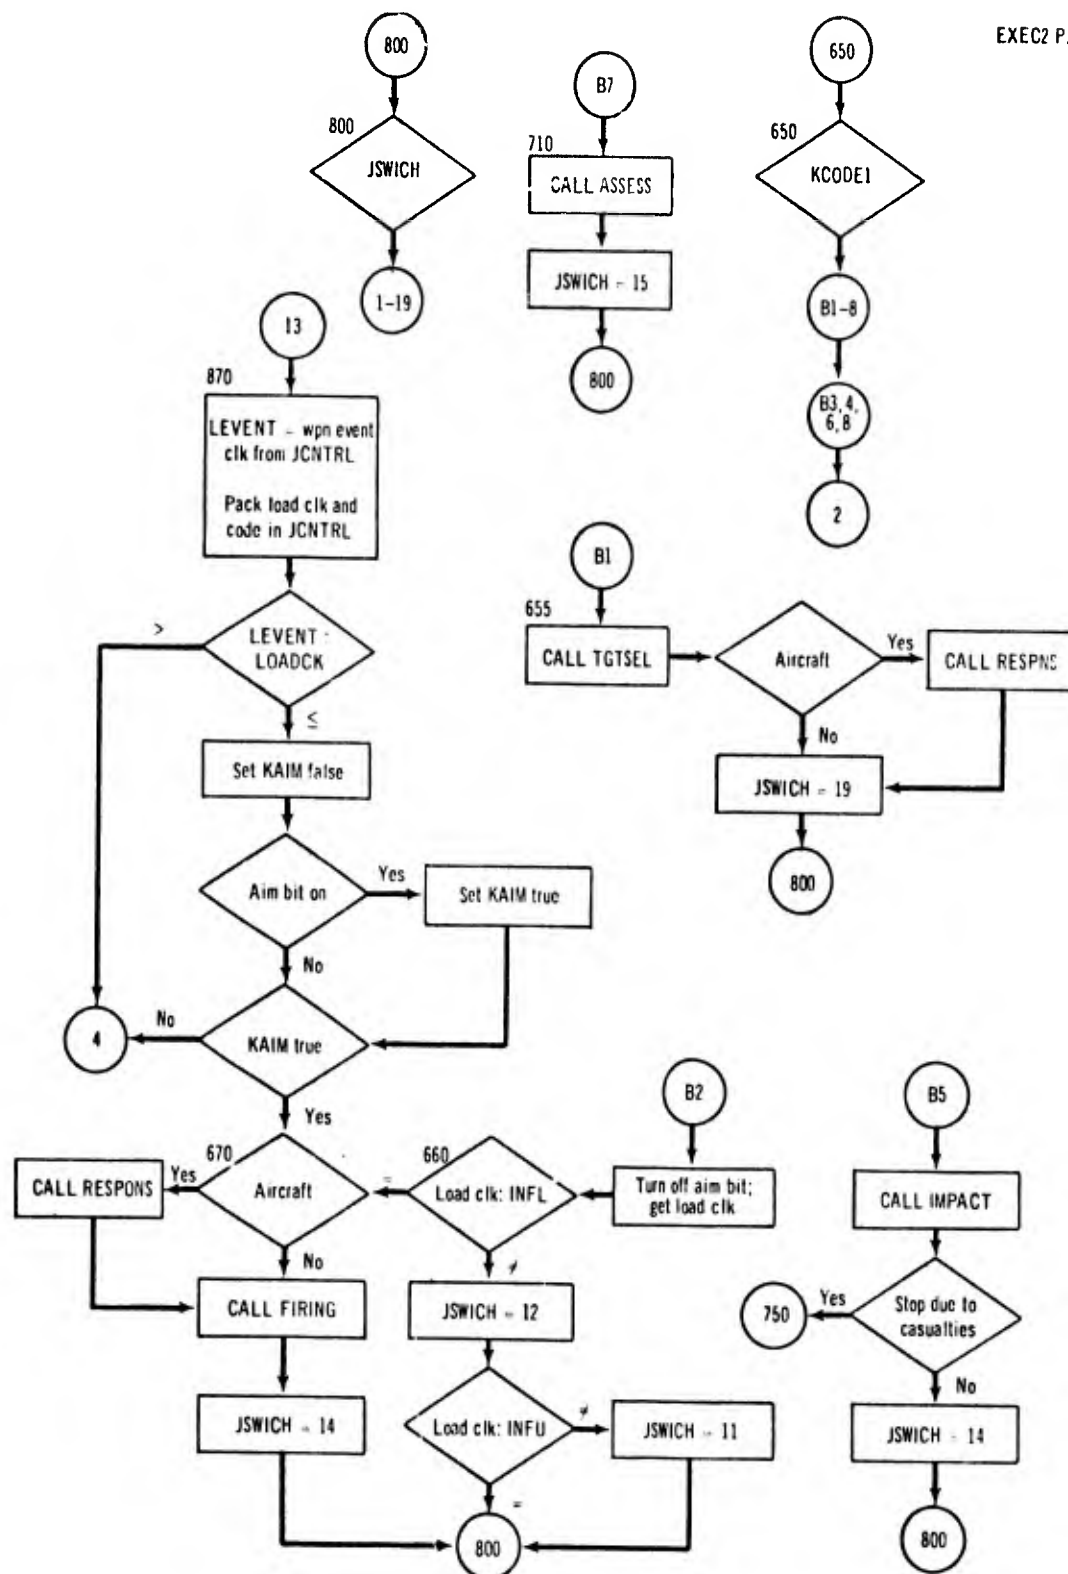 EXEC2 P.
800
800
JSWICH
1-19
B7
710
CALL ASSESS
JSWICH = 15
800
650
650
KCODE1
B1-8
B3, 4,
6, 8
2
13
870
LEVENT = wpn event
clk from JCNTRL
Pack load clk and
code in JCNTRL
LEVENT :
LOADCK
>
≤
Set KAIM false
Aim bit on
Yes
Set KAIM true
No
KAIM true
No
4
Yes
B1
655
CALL TGTSEL
Aircraft
Yes
CALL RESPNS
No
JSWICH = 19
800
670
Aircraft
Yes
CALL RESPONS
No
CALL FIRING
JSWICH = 14
B2
Turn off aim bit;
get load clk
660
Load clk: INFL
=
≠
JSWICH = 12
Load clk: INFU
≠
JSWICH = 11
=
800
B5
CALL IMPACT
Stop due to
casualties
Yes
750
No
JSWICH = 14
800